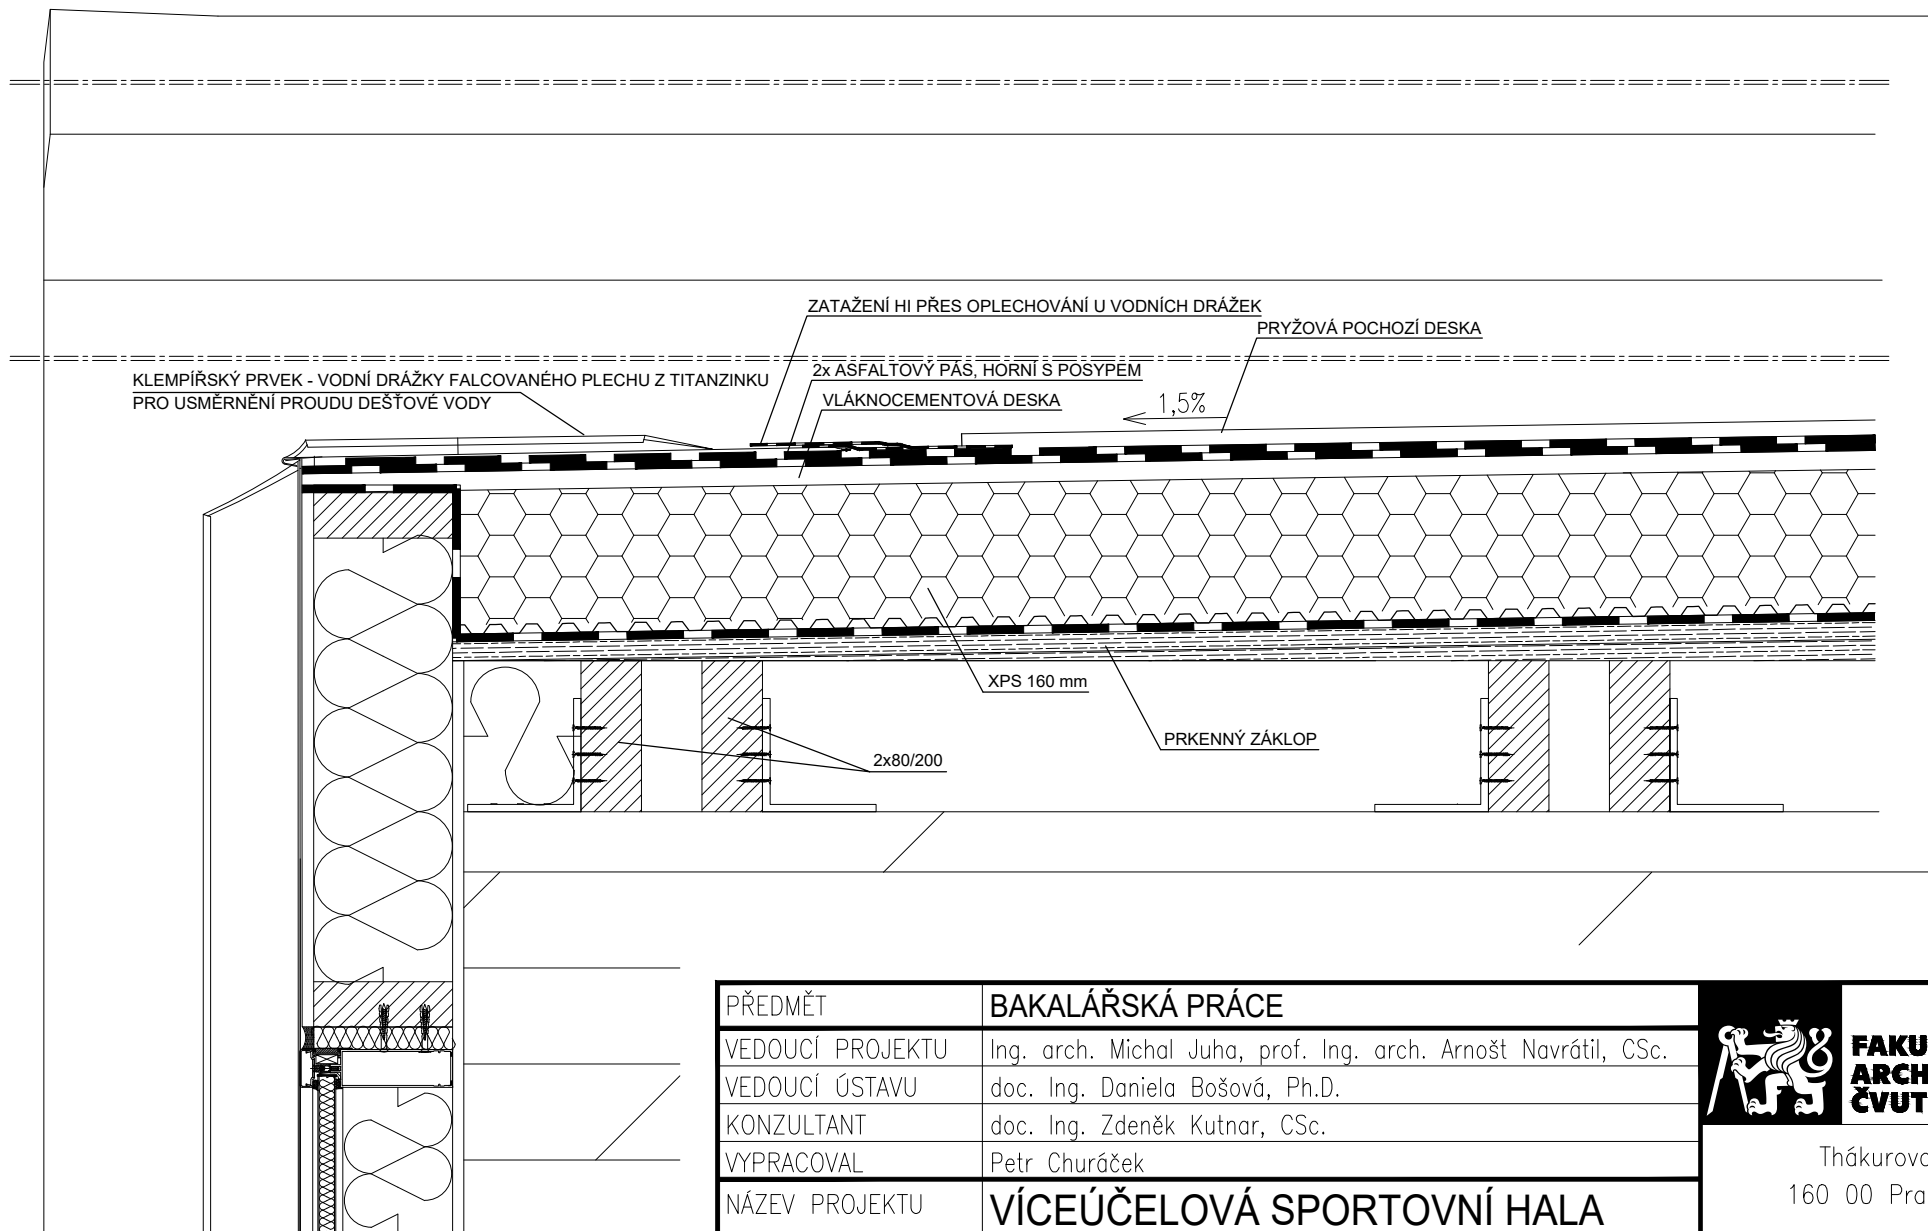 ZATAŽENÍ HI PŘES OPLECHOVÁNÍ U VODNÍCH DRÁŽEK
PRYŽOVÁ POCHOZÍ DESKA
KLEMPÍŘSKÝ PRVEK - VODNÍ DRÁŽKY FALCOVANÉHO PLECHU Z TITANZINKU
PRO USMĚRNĚNÍ PROUDU DEŠŤOVÉ VODY
2x ASFALTOVÝ PÁS, HORNÍ S POSYPEM
VLÁKNOCEMENTOVÁ DESKA
1,5%
XPS 160 mm
PRKENNÝ ZÁKLOP
2x80/200
PŘEDMĚT BAKALÁŘSKÁ PRÁCE
VEDOUCÍ PROJEKTU Ing. arch. Michal Juha, prof. Ing. arch. Arnošt Navrátil, CSc.
VEDOUCÍ ÚSTAVU doc. Ing. Daniela Bošová, Ph.D.
KONZULTANT doc. Ing. Zdeněk Kutnar, CSc.
VYPRACOVAL Petr Churáček
NÁZEV PROJEKTU VÍCEÚČELOVÁ SPORTOVNÍ HALA
FAKU
ARCH
ČVUT
Thákurova
160 00 Pra